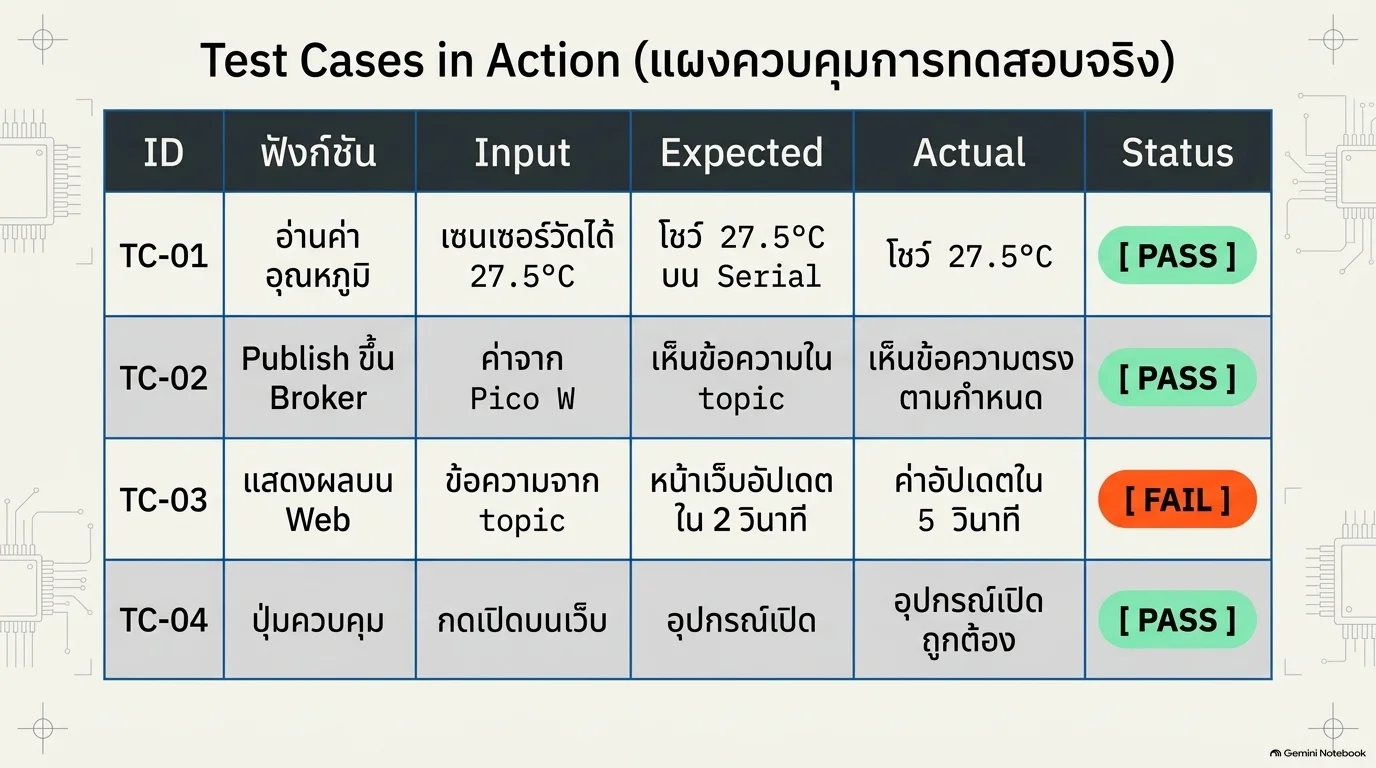 Test Cases in Action (แผงควบคุมการทดสอบจริง)
ID ฟังก์ชัน Input Expected Actual Status
TC-01
อ่านค่า
อุณหภูมิ
เซนเซอร์วัดได้
27.5°C
โชว์ 27.5°C
บน Serial
โชว์ 27.5°C
[ PASS ]
TC-02
Publish ขึ้น
Broker
ค่าจาก
Pico W
เห็นข้อความใน
topic
เห็นข้อความตรง
ตามกำหนด
[ PASS ]
TC-03
แสดงผลบน
Web
ข้อความจาก
topic
หน้าเว็บอัปเดต
ใน 2 วินาที
ค่าอัปเดตใน
5 วินาที
[ FAIL ]
TC-04
ปุ่มควบคุม
กดเปิดบนเว็บ
อุปกรณ์เปิด
อุปกรณ์เปิด
ถูกต้อง
[ PASS ]
Gemini Notebook